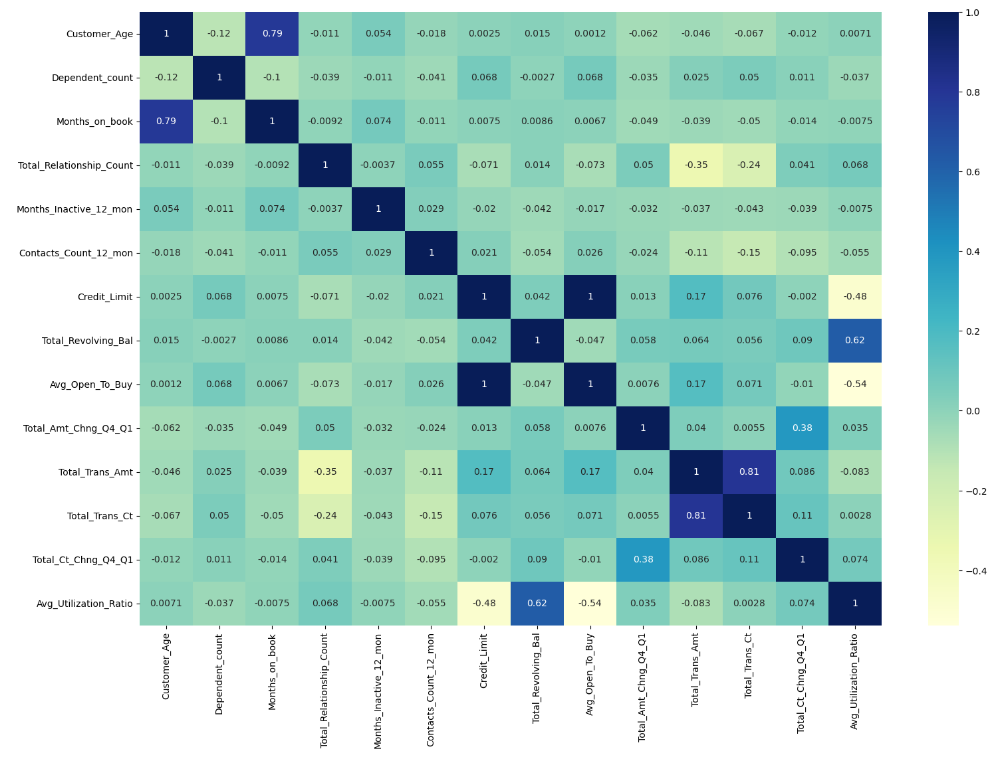 Customer_Age 1 -0.12 0.79 -0.011 0.054 -0.018 0.0025 0.015 0.0012 -0.062 -0.046 -0.067 -0.012 0.0071
Dependent_count -0.12 1 -0.1 -0.039 -0.011 -0.041 0.068 -0.0027 0.068 -0.035 0.025 0.05 0.011 -0.037
Months_on_book 0.79 -0.1 1 -0.0092 0.074 -0.011 0.0075 0.0086 0.0067 -0.049 -0.039 -0.05 -0.014 -0.0075
Total_Relationship_Count -0.011 -0.039 -0.0092 1 -0.0037 0.055 -0.071 0.014 -0.073 0.05 -0.35 -0.24 0.041 0.068
Months_Inactive_12_mon 0.054 -0.011 0.074 -0.0037 1 0.029 -0.02 -0.042 -0.017 -0.032 -0.037 -0.043 -0.039 -0.0075
Contacts_Count_12_mon -0.018 -0.041 -0.011 0.055 0.029 1 0.021 -0.054 0.026 -0.024 -0.11 -0.15 -0.095 -0.055
Credit_Limit 0.0025 0.068 0.0075 -0.071 -0.02 0.021 1 0.042 1 0.013 0.17 0.076 -0.002 -0.48
Total_Revolving_Bal 0.015 -0.0027 0.0086 0.014 -0.042 -0.054 0.042 1 -0.047 0.058 0.064 0.056 0.09 0.62
Avg_Open_To_Buy 0.0012 0.068 0.0067 -0.073 -0.017 0.026 1 -0.047 1 0.0076 0.17 0.071 -0.01 -0.54
Total_Amt_Chng_Q4_Q1 -0.062 -0.035 -0.049 0.05 -0.032 -0.024 0.013 0.058 0.0076 1 0.04 0.0055 0.38 0.035
Total_Trans_Amt -0.046 0.025 -0.039 -0.35 -0.037 -0.11 0.17 0.064 0.17 0.04 1 0.81 0.086 -0.083
Total_Trans_Ct -0.067 0.05 -0.05 -0.24 -0.043 -0.15 0.076 0.056 0.071 0.0055 0.81 1 0.11 0.0028
Total_Ct_Chng_Q4_Q1 -0.012 0.011 -0.014 0.041 -0.039 -0.095 -0.002 0.09 -0.01 0.38 0.086 0.11 1 0.074
Avg_Utilization_Ratio 0.0071 -0.037 -0.0075 0.068 -0.0075 -0.055 -0.48 0.62 -0.54 0.035 -0.083 0.0028 0.074 1
Customer_Age
Dependent_count
Months_on_book
Total_Relationship_Count
Months_Inactive_12_mon
Contacts_Count_12_mon
Credit_Limit
Total_Revolving_Bal
Avg_Open_To_Buy
Total_Amt_Chng_Q4_Q1
Total_Trans_Amt
Total_Trans_Ct
Total_Ct_Chng_Q4_Q1
Avg_Utilization_Ratio
1.0
0.8
0.6
0.4
0.2
0.0
−0.2
−0.4